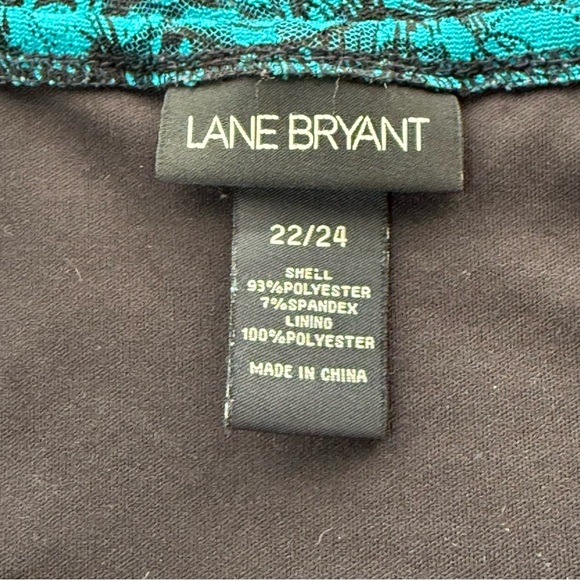 LANE BRYANT
22/24
SHELL
93%POLYESTER
7%SPANDEX
LINING
100%POLYESTER
MADE IN CHINA